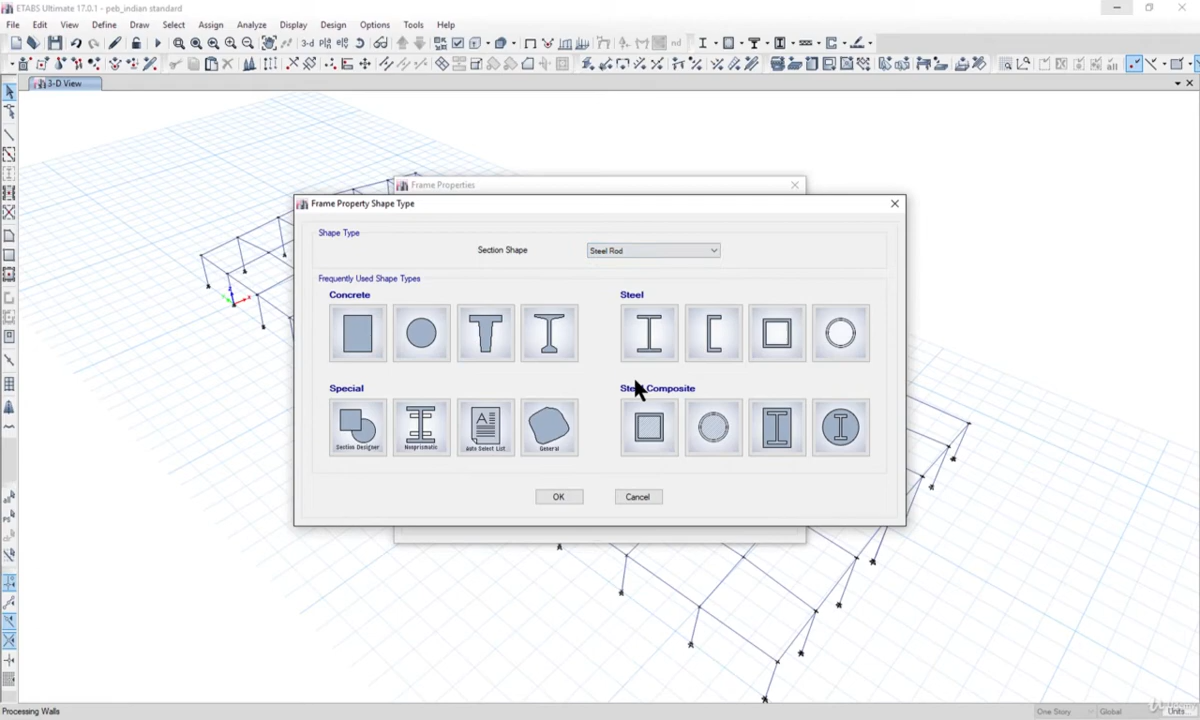 ETABS Ultimate 17.0.1 - peb_indian standard
File Edit View Define Draw Select Assign Analyze Display Design Options Tools Help
3-d
nd
3-D View
Frame Properties
Frame Property Shape Type
Shape Type
Section Shape
Steel Rod
Frequently Used Shape Types
Concrete
Steel
Special
Section Designer
Nonprismatic
Auto Select List
General
OK
Cancel
Processing Walls
One Story
Global
Units...